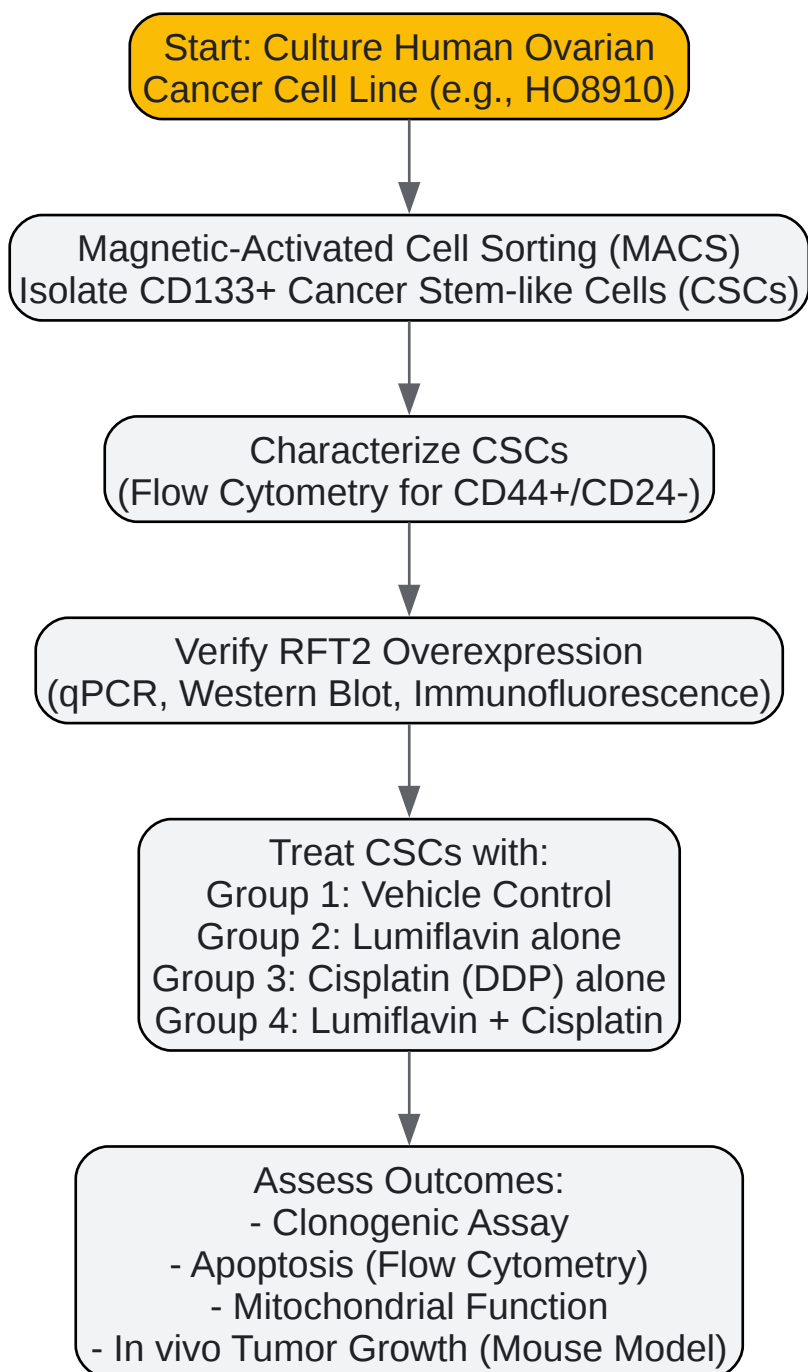 Start: Culture Human Ovarian
Cancer Cell Line (e.g., HO8910)
Magnetic-Activated Cell Sorting (MACS)
Isolate CD133+ Cancer Stem-like Cells (CSCs)
Characterize CSCs
(Flow Cytometry for CD44+/CD24-)
Verify RFT2 Overexpression
(qPCR, Western Blot, Immunofluorescence)
Treat CSCs with:
Group 1: Vehicle Control
Group 2: Lumiflavin alone
Group 3: Cisplatin (DDP) alone
Group 4: Lumiflavin + Cisplatin
Assess Outcomes:
- Clonogenic Assay
- Apoptosis (Flow Cytometry)
- Mitochondrial Function
- In vivo Tumor Growth (Mouse Model)